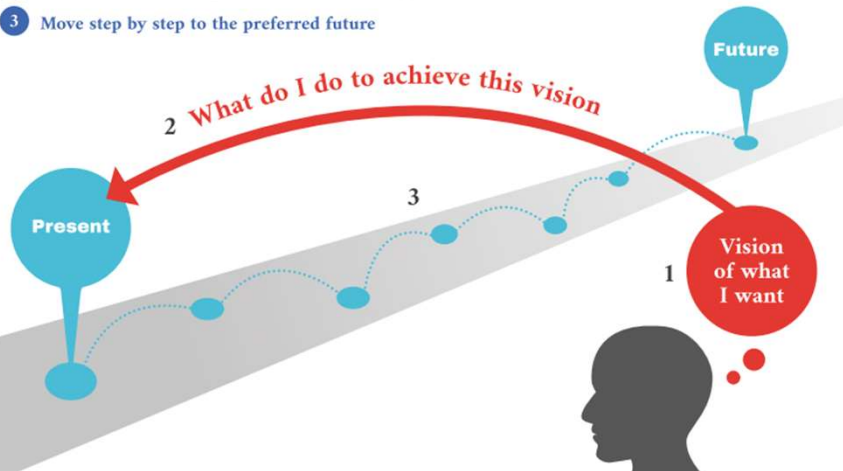 3 Move step by step to the preferred future
Future
2 What do I do to achieve this vision
Present
3
1
Vision
of what
I want